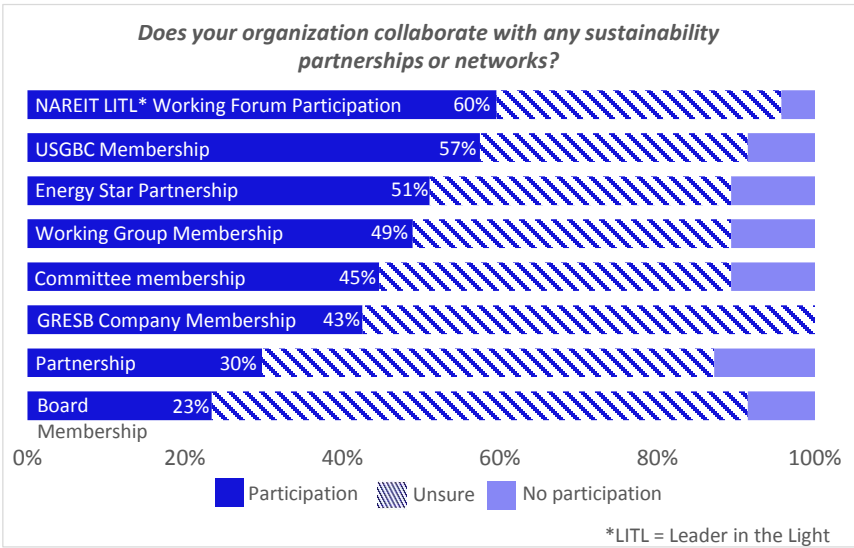 Does your organization collaborate with any sustainability
partnerships or networks?
NAREIT LITL* Working Forum Participation 60%
USGBC Membership 57%
Energy Star Partnership 51%
Working Group Membership 49%
Committee membership 45%
GRESB Company Membership 43%
Partnership 30%
Board 23%
Membership
0% 20% 40% 60% 80% 100%
Participation Unsure No participation
*LITL = Leader in the Light